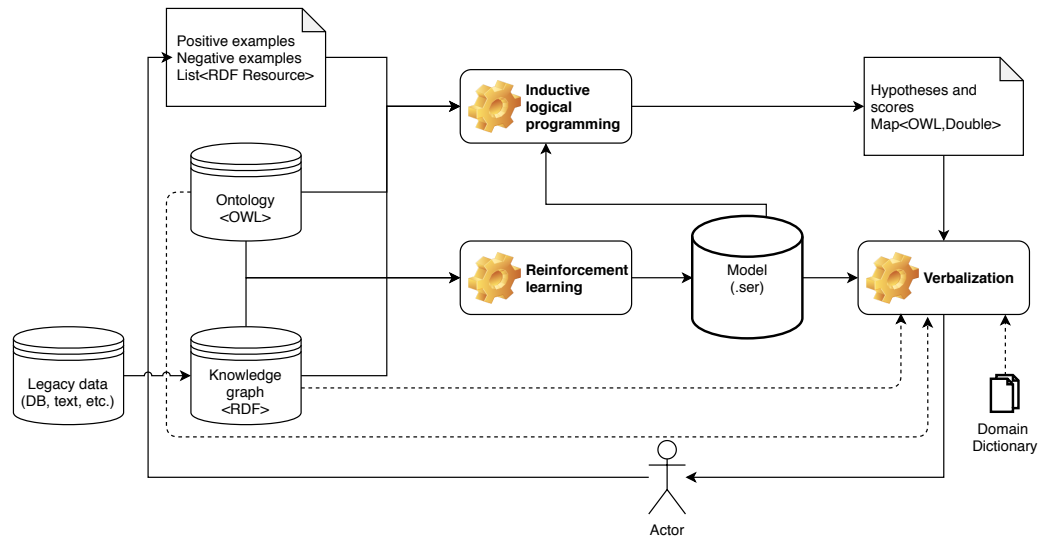 Positive examples
Negative examples
List<RDF Resource>
Inductive
logical
programming
Hypotheses and
scores
Map<OWL,Double>
Ontology
<OWL>
Reinforcement
learning
Model
(.ser)
Verbalization
Legacy data
(DB, text, etc.)
Knowledge
graph
<RDF>
Domain
Dictionary
Actor